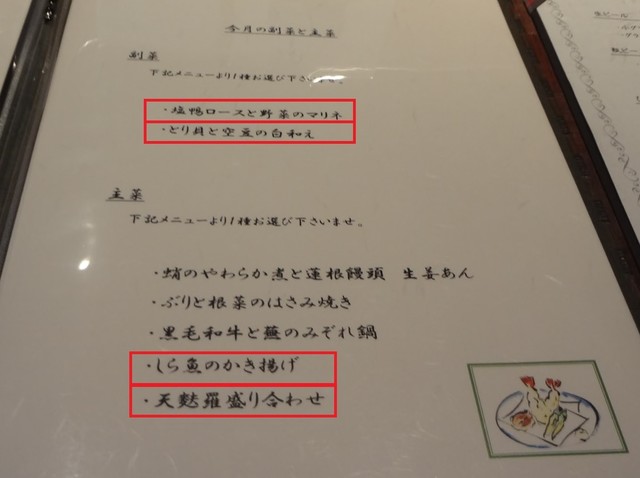 今月の副菜と主菜
副菜
下記メニューより1種お選び下さいませ。
・塩鴨ロースと野菜のマリネ
・とり貝と空豆の白和え
主菜
下記メニューより1種お選び下さいませ。
・蛸のやわらか煮と蓮根饅頭 生姜あん
・ぶりと根菜のはさみ焼き
・黒毛和牛と蕪のみぞれ鍋
・しら魚のかき揚げ
・天麩羅盛り合わせ
生ビール